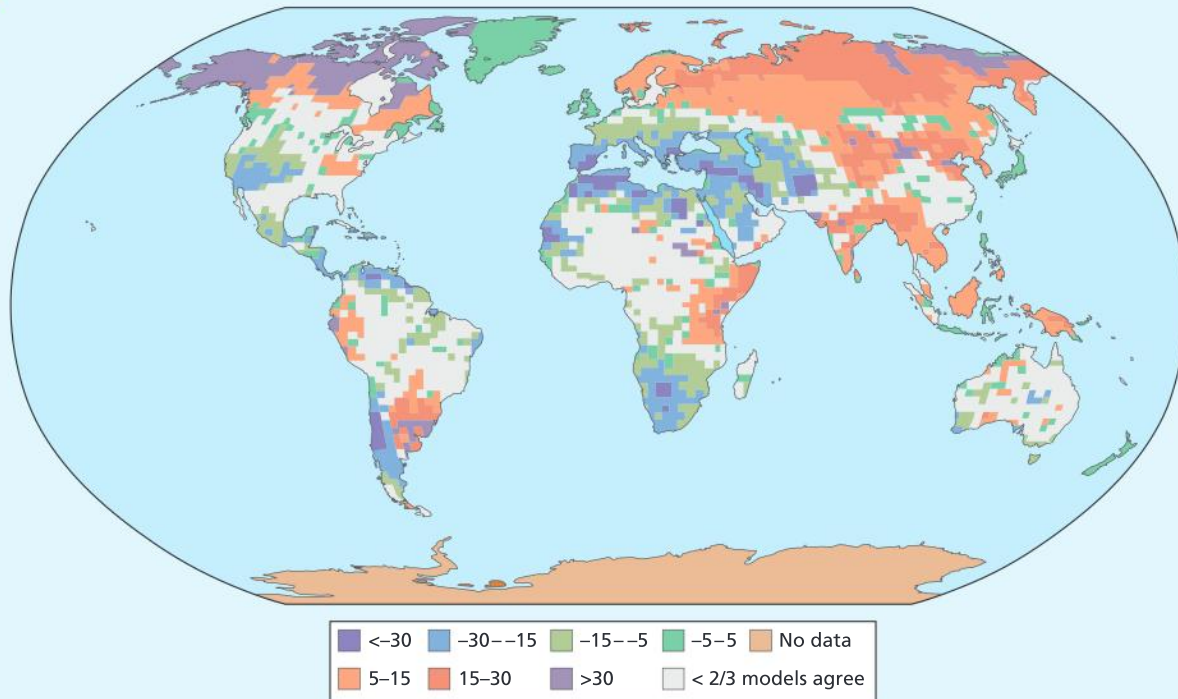 <–30 –30––15 –15––5 –5–5 No data
5–15 15–30 >30 < 2/3 models agree